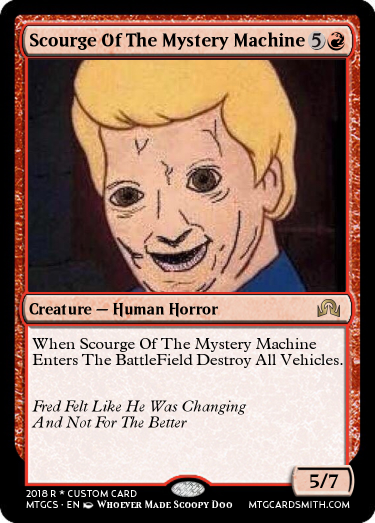 Scourge Of The Mystery Machine 5
Creature — Human Horror
When Scourge Of The Mystery Machine
Enters The BattleField Destroy All Vehicles.
Fred Felt Like He Was Changing
And Not For The Better
5/7
2018 R * CUSTOM CARD
MTGCS • EN Whoever Made Scoopy Doo
MTGCARDSMITH.COM